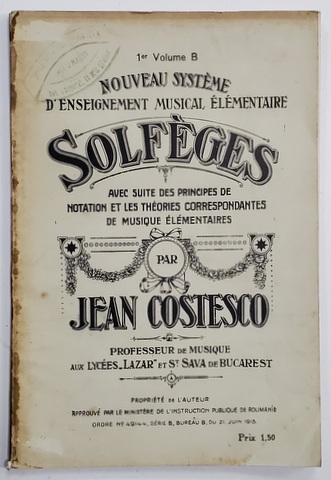 1er Volume B
NOUVEAU SYSTÈME
D'ENSEIGNEMENT MUSICAL ÉLÉMENTAIRE
SOLFÈGES
AVEC SUITE DES PRINCIPES DE
NOTATION ET LES THÉORIES CORRESPONDANTES
DE MUSIQUE ÉLÉMENTAIRES
PAR
JEAN COSTESCO
PROFESSEUR DE MUSIQUE
AUX LYCÉES „LAZAR" ET ST SAVA DE BUCAREST
PROPRIÉTÉ DE L'AUTEUR
APPROUVÉ PAR LE MINISTÈRE DE L'INSTRUCTION PUBLIQUE DE ROUMANIE
ORDRE No 49144, SÉRIE B, BUREAU B, DU 21 JUIN 1913.
Prix 1,50